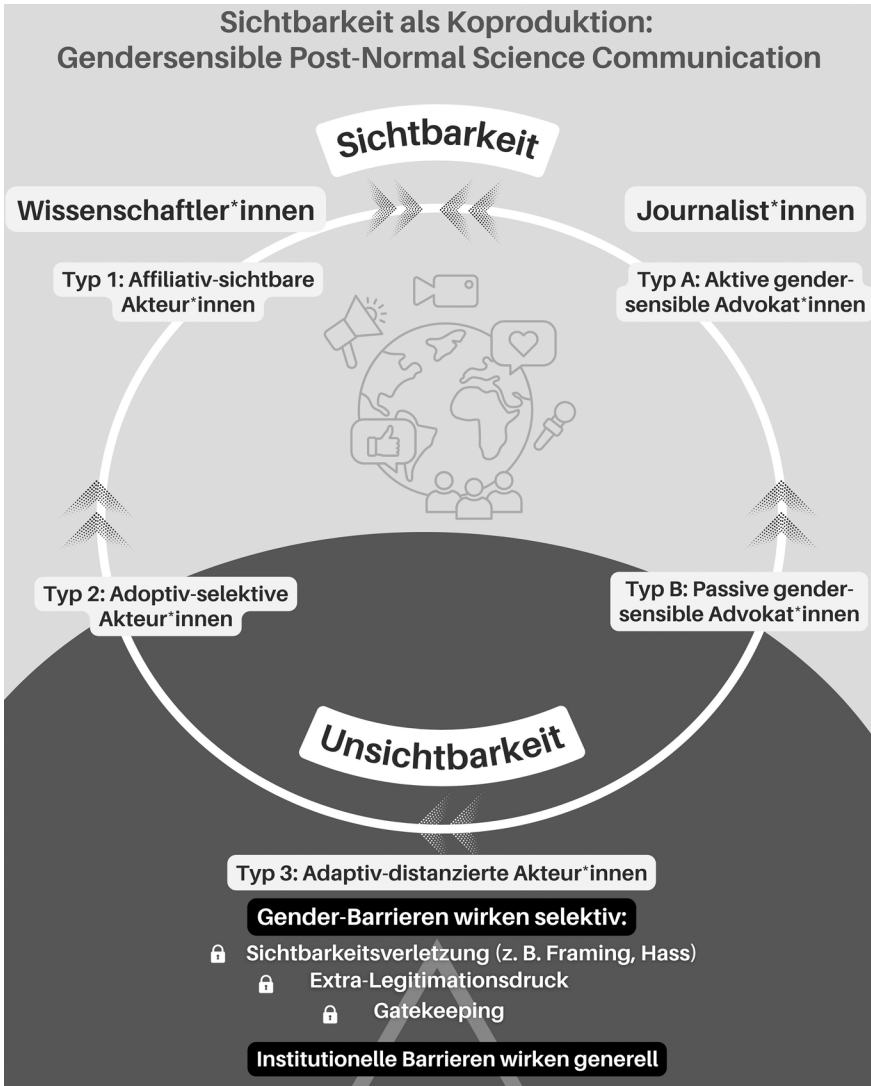 Sichtbarkeit als Koproduktion:
Gendersensible Post-Normal Science Communication
Sichtbarkeit
Wissenschaftler*innen
Journalist*innen
Typ 1: Affiliativ-sichtbare
Akteur*innen
Typ A: Aktive gender-
sensible Advokat*innen
Typ 2: Adoptiv-selektive
Akteur*innen
Typ B: Passive gender-
sensible Advokat*innen
Unsichtbarkeit
Typ 3: Adaptiv-distanzierte Akteur*innen
Gender-Barrieren wirken selektiv:
Sichtbarkeitsverletzung (z. B. Framing, Hass)
Extra-Legitimationsdruck
Gatekeeping
Institutionelle Barrieren wirken generell